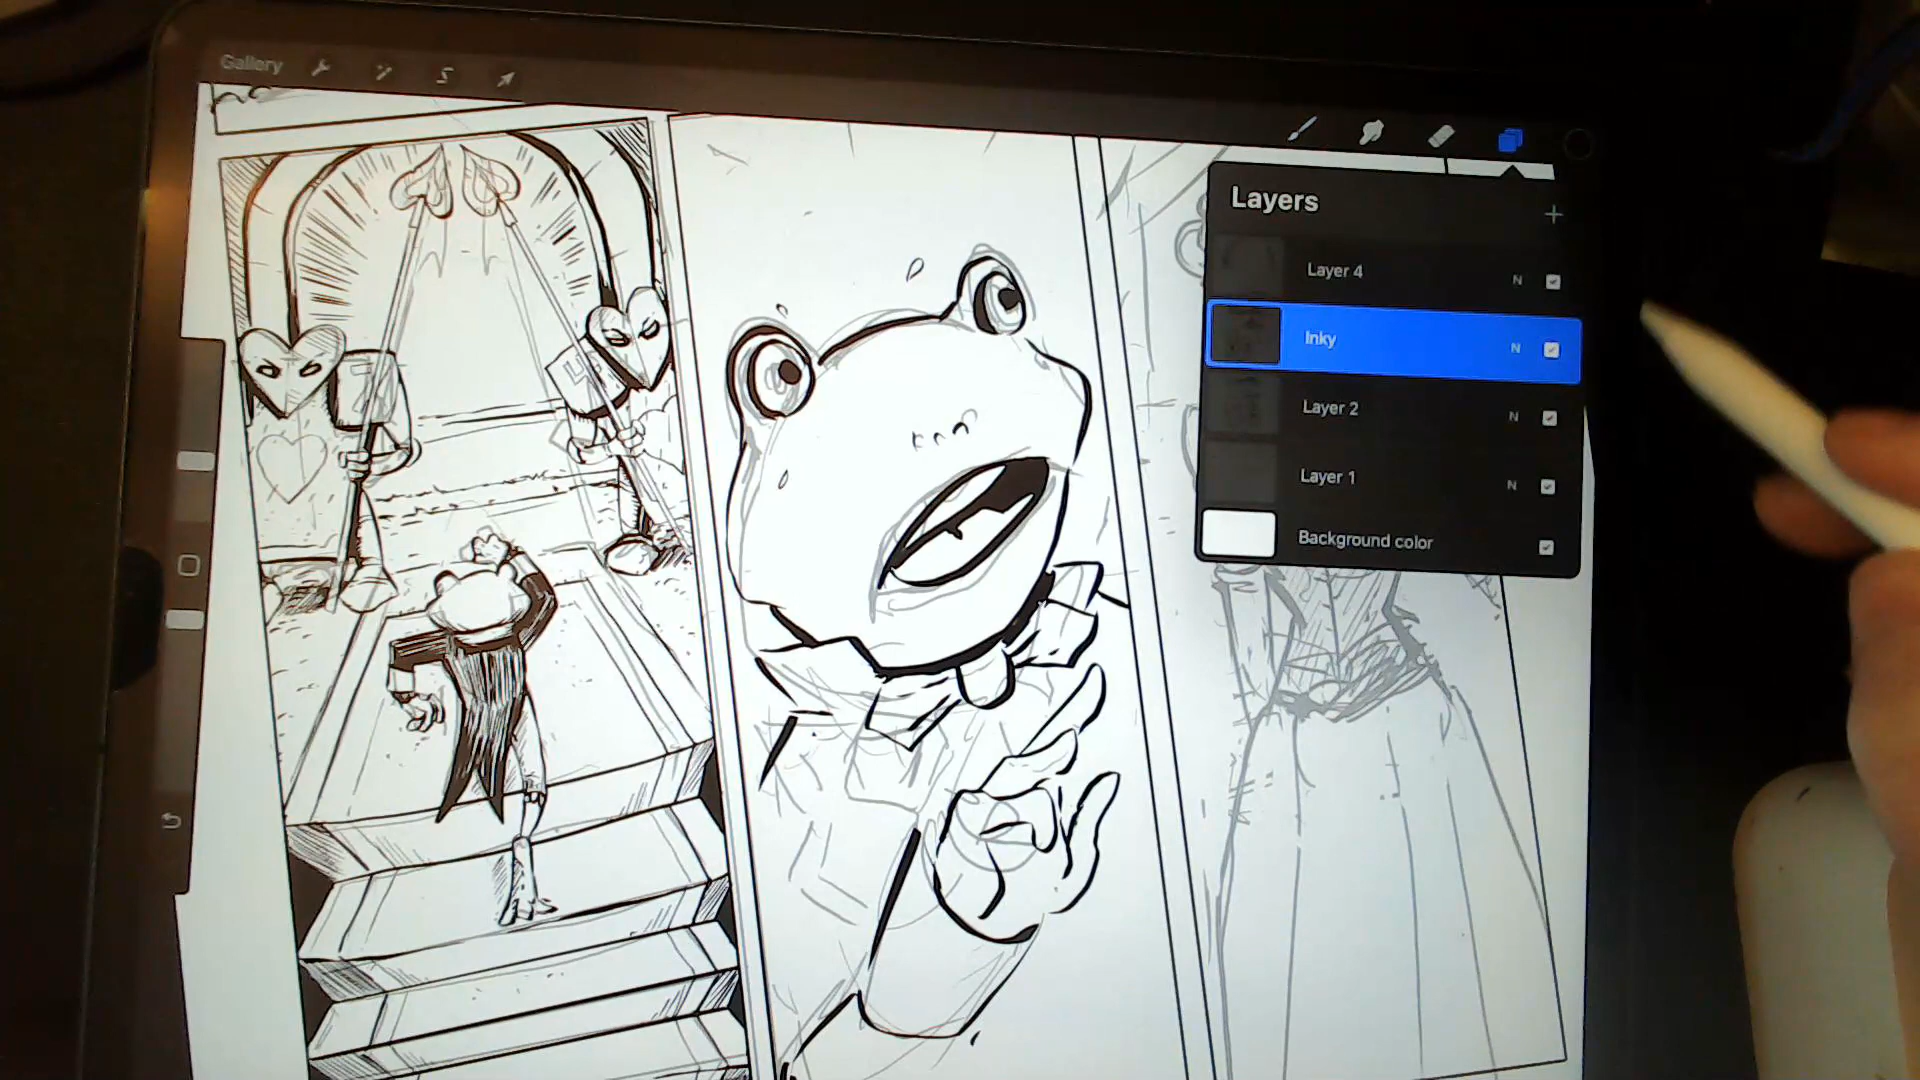 Gallery
Layers
Layer 4 N
Inky N
Layer 2 N
Layer 1 N
Background color